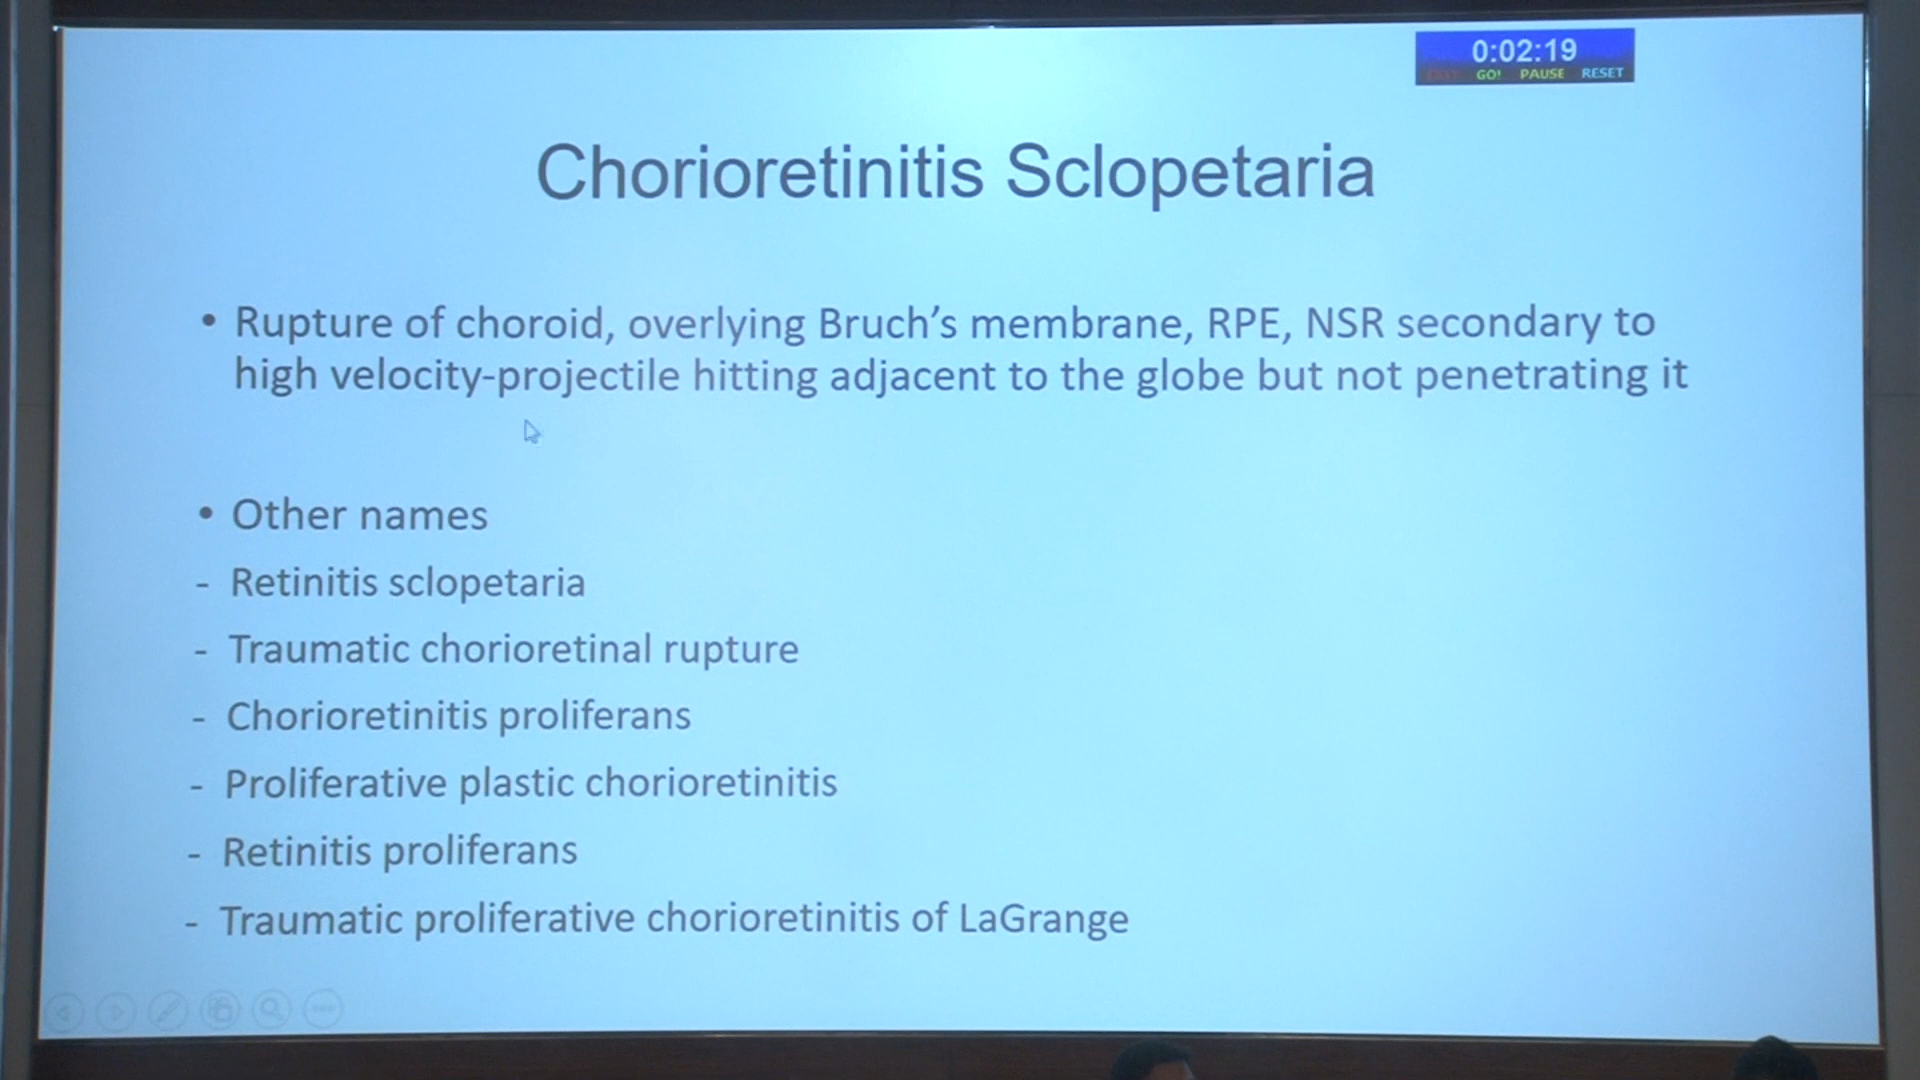 0:02:19
GO! PAUSE RESET
Chorioretinitis Sclopetaria
• Rupture of choroid, overlying Bruch's membrane, RPE, NSR secondary to
high velocity-projectile hitting adjacent to the globe but not penetrating it
• Other names
- Retinitis sclopetaria
- Traumatic chorioretinal rupture
- Chorioretinitis proliferans
- Proliferative plastic chorioretinitis
- Retinitis proliferans
- Traumatic proliferative chorioretinitis of LaGrange